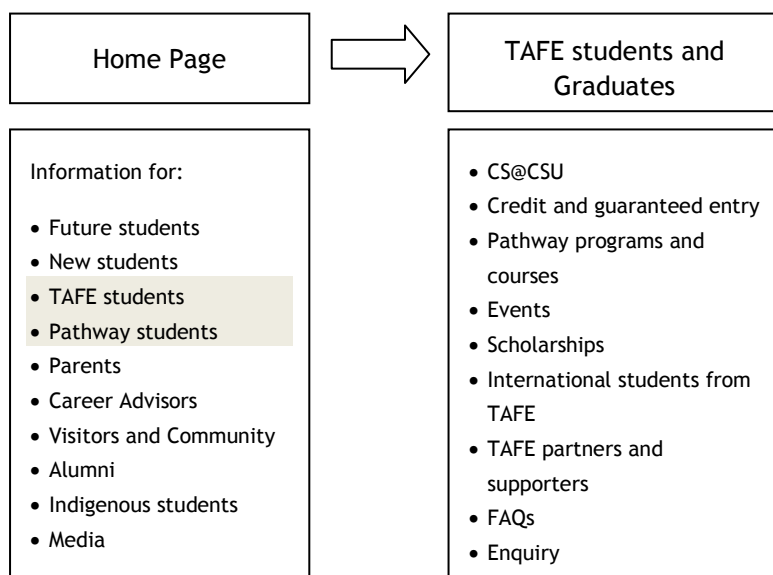 Home Page
TAFE students and
Graduates
Information for:
• Future students
• New students
• TAFE students
• Pathway students
• Parents
• Career Advisors
• Visitors and Community
• Alumni
• Indigenous students
• Media
• CS@CSU
• Credit and guaranteed entry
• Pathway programs and
courses
• Events
• Scholarships
• International students from
TAFE
• TAFE partners and
supporters
• FAQs
• Enquiry